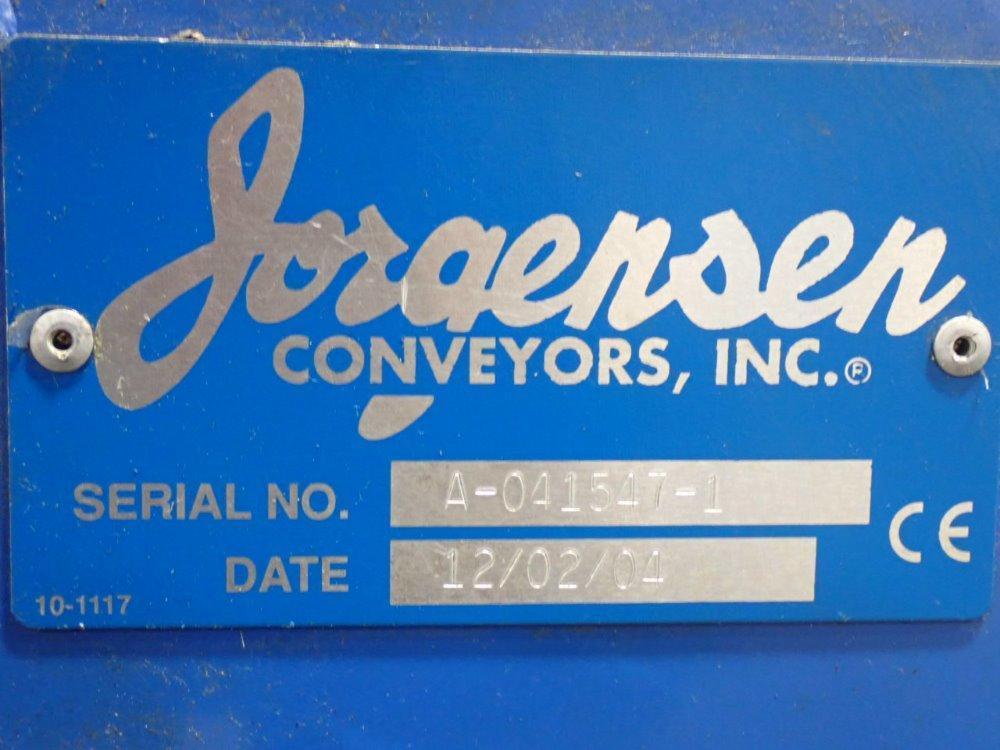 Jorgensen
CONVEYORS, INC.®
SERIAL NO. A-041547-1
DATE 12/02/04
CE
10-1117